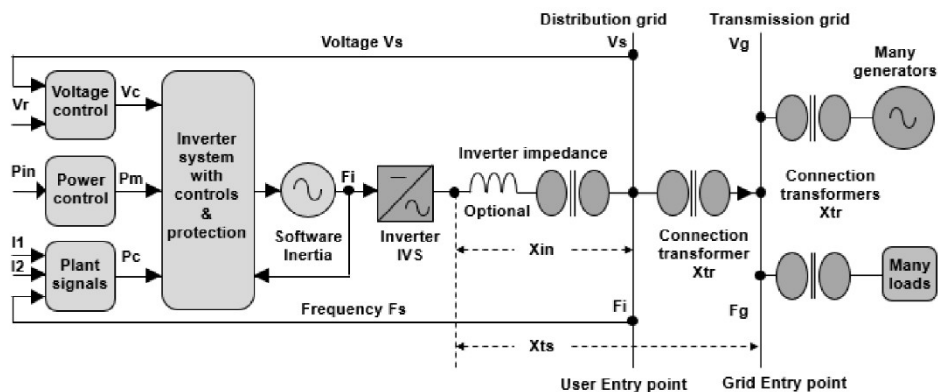 Distribution grid
Transmission grid
Voltage Vs
Vs
Vg
Many
generators
Voltage
control
Vc
Vr
Inverter
system
with
controls
&
protection
Pin
Power
control
Pm
Fi
Inverter impedance
Optional
Software
Inertia
Inverter
IVS
Connection
transformers
Xtr
I1
I2
Plant
signals
Pc
Xin
Connection
transformer
Xtr
Many
loads
Frequency Fs
Fi
Fg
Xts
User Entry point
Grid Entry point